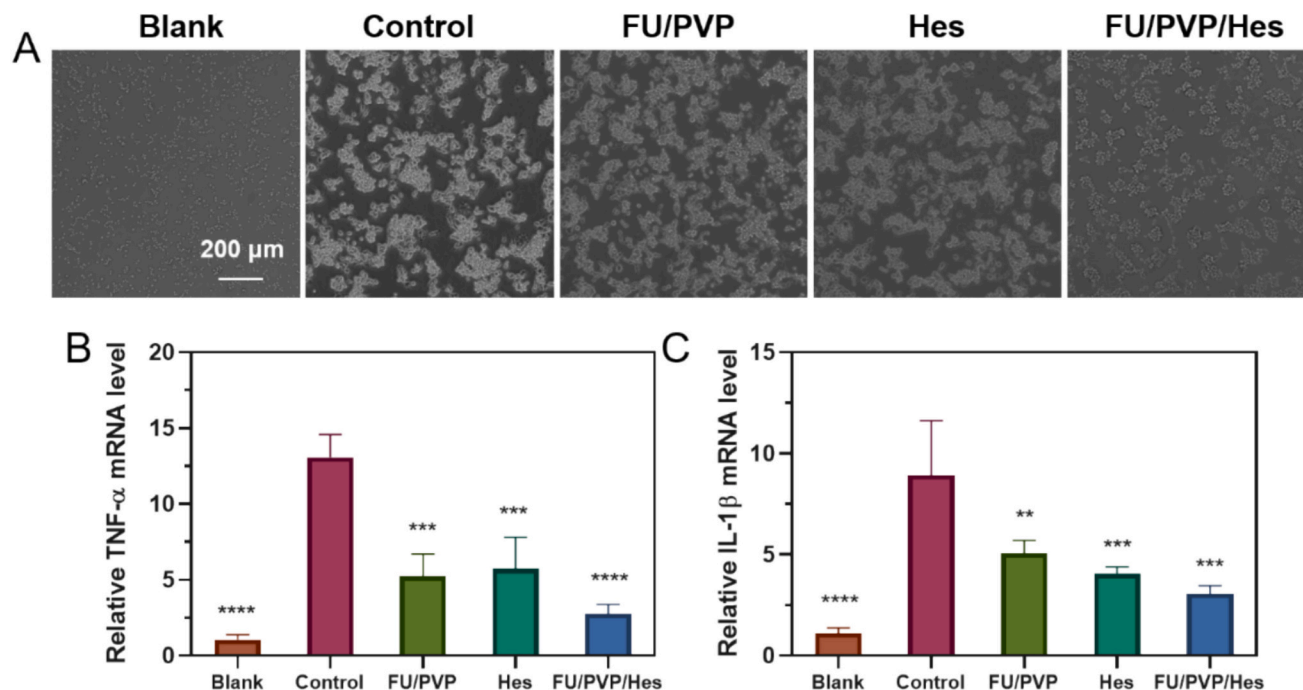 Blank Control FU/PVP Hes FU/PVP/Hes
A
200 µm
B
Relative TNF-α mRNA level
20
15
10
5
0
****
***
***
****
Blank Control FU/PVP Hes FU/PVP/Hes
C
Relative IL-1β mRNA level
15
10
5
0
****
**
***
***
Blank Control FU/PVP Hes FU/PVP/Hes